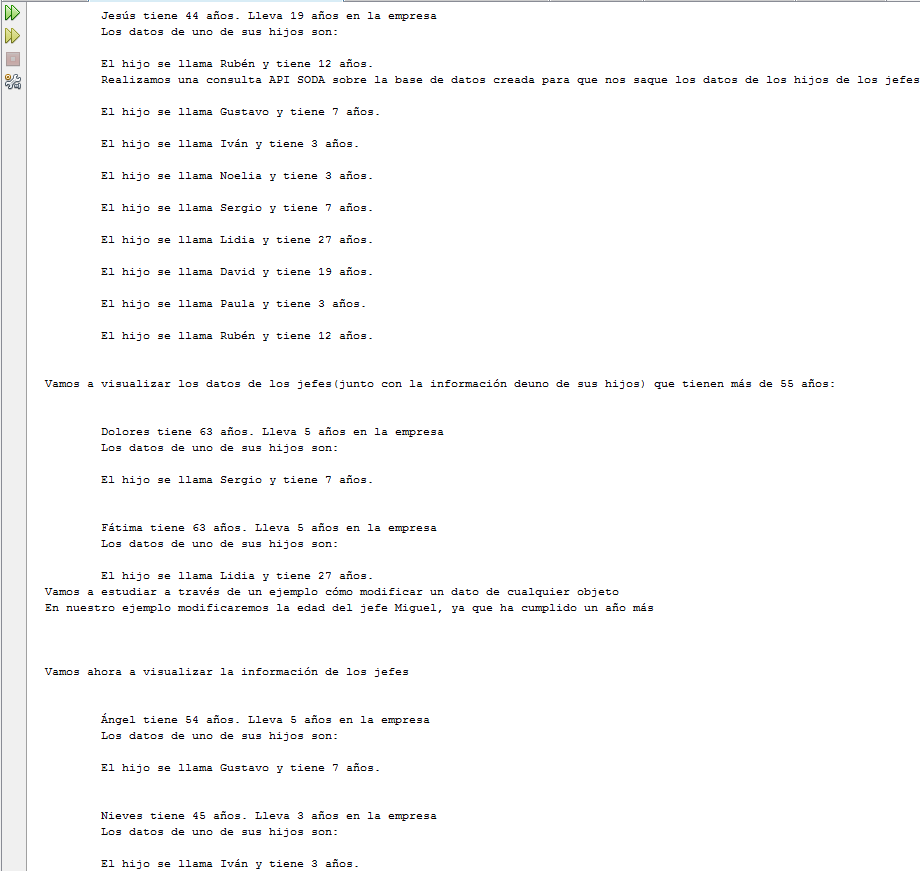 Jesús tiene 44 años. Lleva 19 años en la empresa
Los datos de uno de sus hijos son:
El hijo se llama Rubén y tiene 12 años.
Realizamos una consulta API SODA sobre la base de datos creada para que nos saque los datos de los hijos de los jefes
El hijo se llama Gustavo y tiene 7 años.
El hijo se llama Iván y tiene 3 años.
El hijo se llama Noelia y tiene 3 años.
El hijo se llama Sergio y tiene 7 años.
El hijo se llama Lidia y tiene 27 años.
El hijo se llama David y tiene 19 años.
El hijo se llama Paula y tiene 3 años.
El hijo se llama Rubén y tiene 12 años.
Vamos a visualizar los datos de los jefes(junto con la información deuno de sus hijos) que tienen más de 55 años:
Dolores tiene 63 años. Lleva 5 años en la empresa
Los datos de uno de sus hijos son:
El hijo se llama Sergio y tiene 7 años.
Fátima tiene 63 años. Lleva 5 años en la empresa
Los datos de uno de sus hijos son:
El hijo se llama Lidia y tiene 27 años.
Vamos a estudiar a través de un ejemplo cómo modificar un dato de cualquier objeto
En nuestro ejemplo modificaremos la edad del jefe Miguel, ya que ha cumplido un año más
Vamos ahora a visualizar la información de los jefes
Ángel tiene 54 años. Lleva 5 años en la empresa
Los datos de uno de sus hijos son:
El hijo se llama Gustavo y tiene 7 años.
Nieves tiene 45 años. Lleva 3 años en la empresa
Los datos de uno de sus hijos son:
El hijo se llama Iván y tiene 3 años.